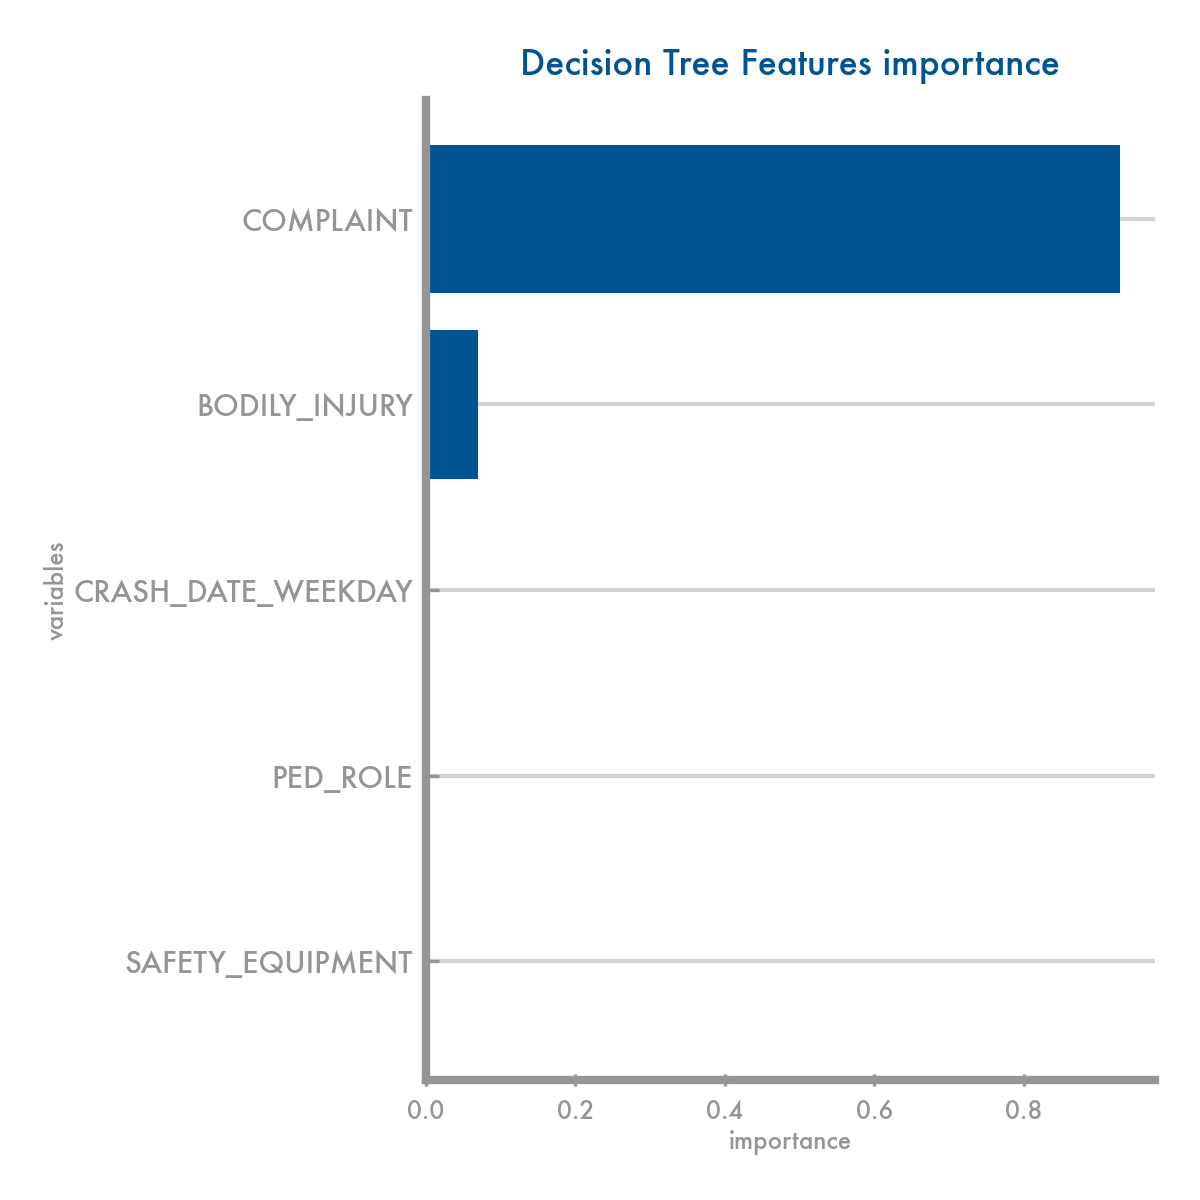 Decision Tree Features importance
COMPLAINT
BODILY_INJURY
CRASH_DATE_WEEKDAY
PED_ROLE
SAFETY_EQUIPMENT
variables
0.0 0.2 0.4 0.6 0.8
importance